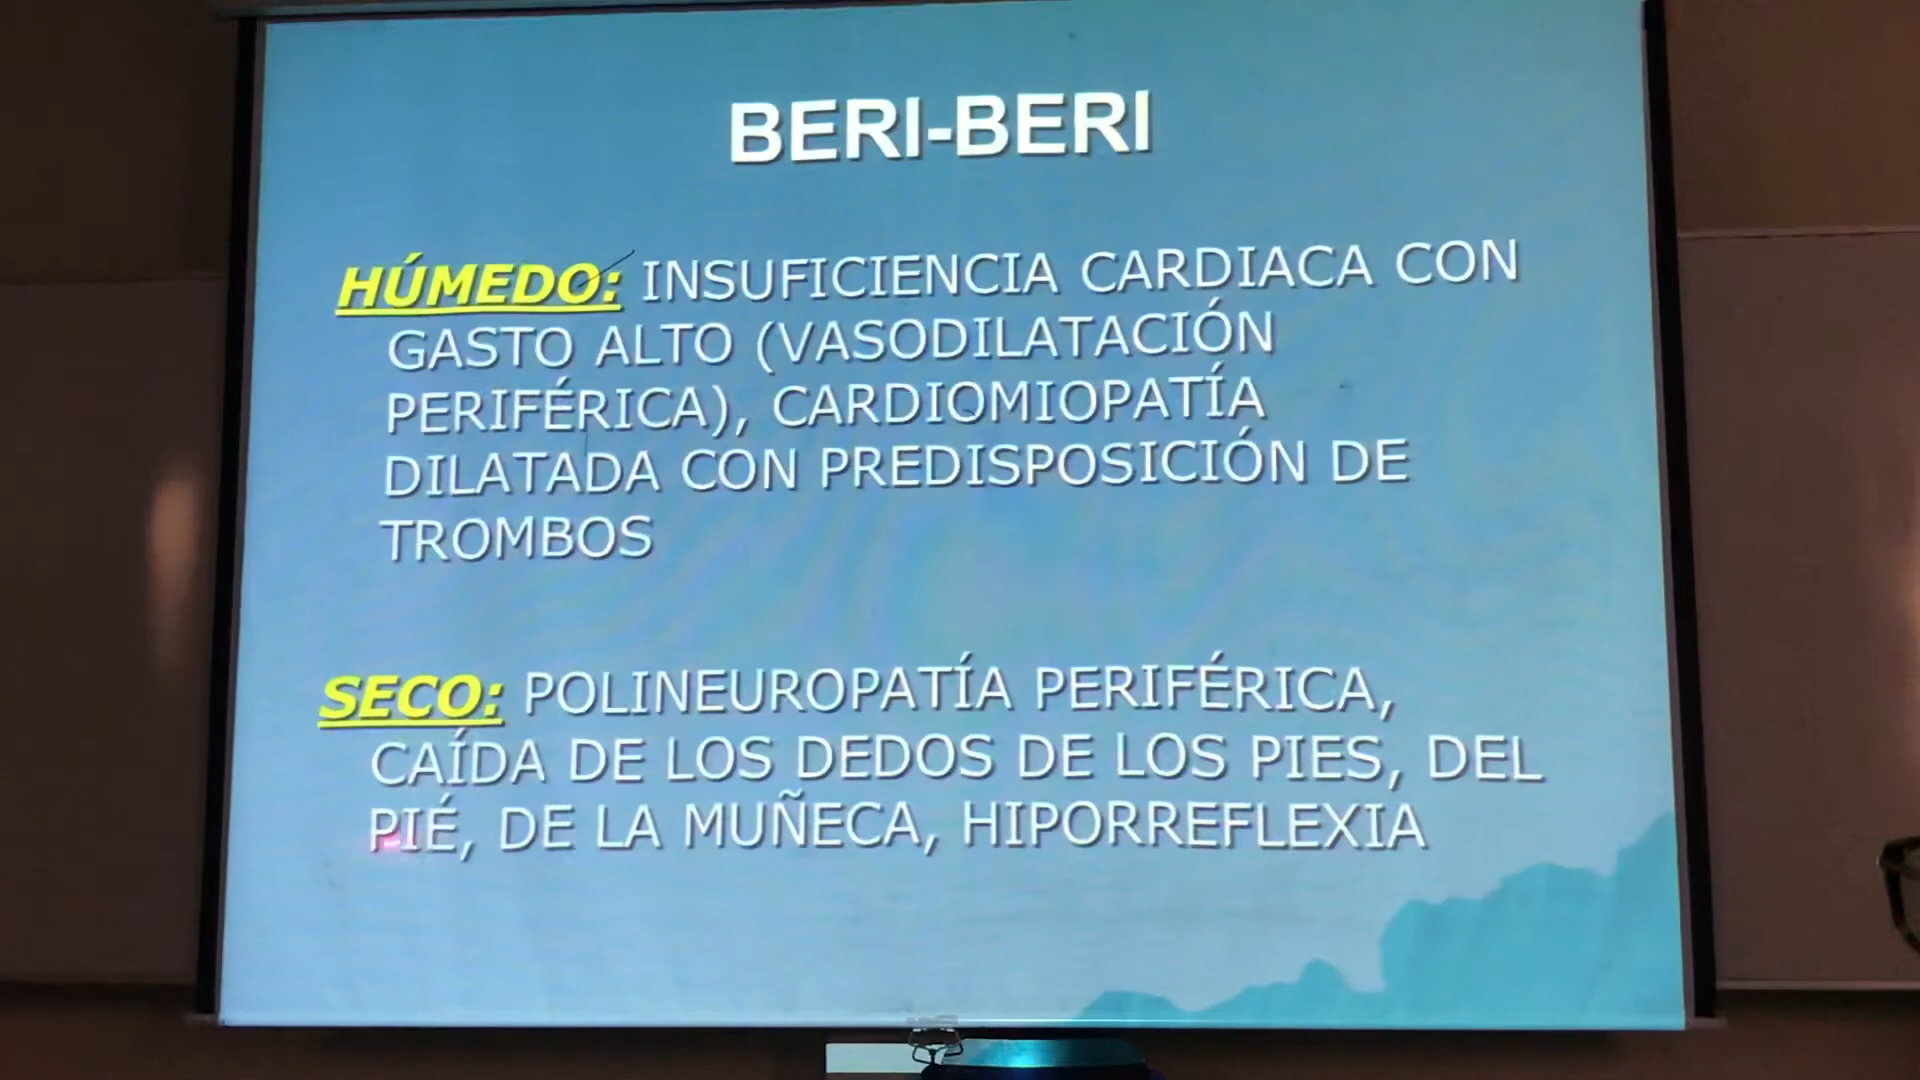 BERI-BERI
HÚMEDO: INSUFICIENCIA CARDIACA CON
GASTO ALTO (VASODILATACIÓN
PERIFÉRICA), CARDIOMIOPATÍA
DILATADA CON PREDISPOSICIÓN DE
TROMBOS
SECO: POLINEUROPATÍA PERIFÉRICA,
CAÍDA DE LOS DEDOS DE LOS PIES, DEL
PIÉ, DE LA MUÑECA, HIPORREFLEXIA